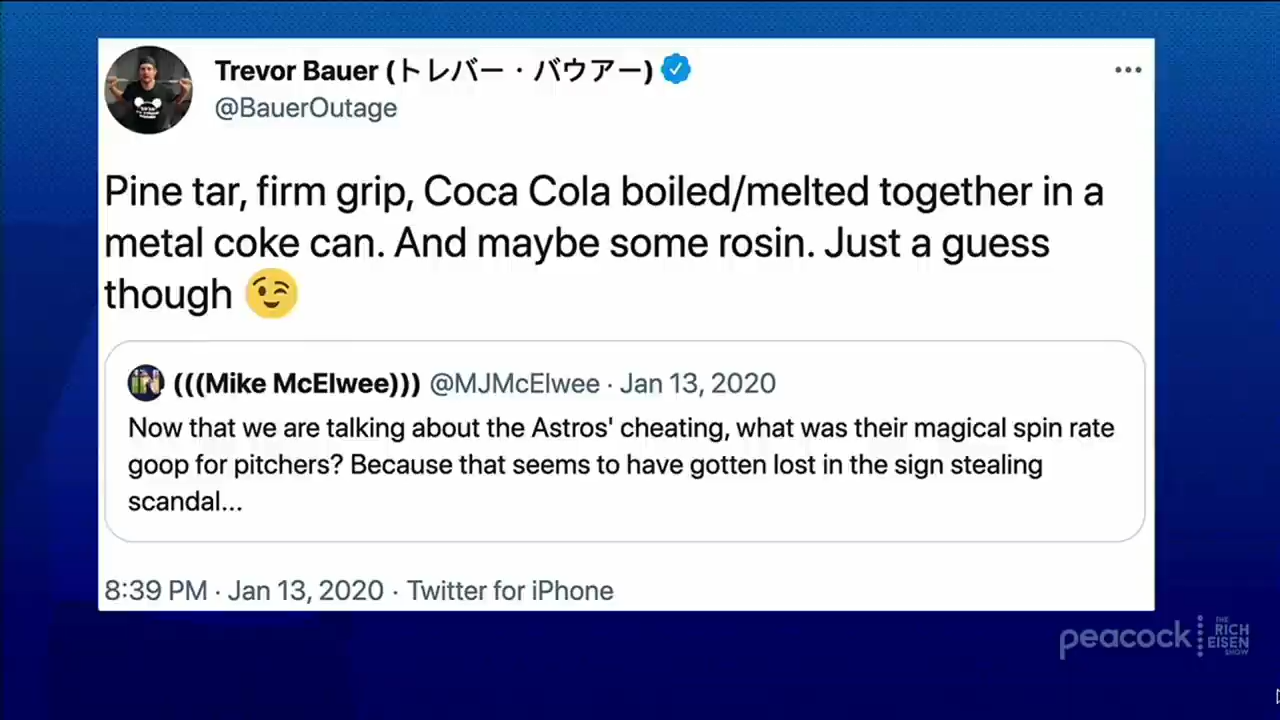 Trevor Bauer (トレバー・バウアー)
@BauerOutage
Pine tar, firm grip, Coca Cola boiled/melted together in a
metal coke can. And maybe some rosin. Just a guess
though 😉
(((Mike McElwee))) @MJMcElwee · Jan 13, 2020
Now that we are talking about the Astros' cheating, what was their magical spin rate
goop for pitchers? Because that seems to have gotten lost in the sign stealing
scandal...
8:39 PM · Jan 13, 2020 · Twitter for iPhone
peacock
THE
RICH
EISEN
SHOW